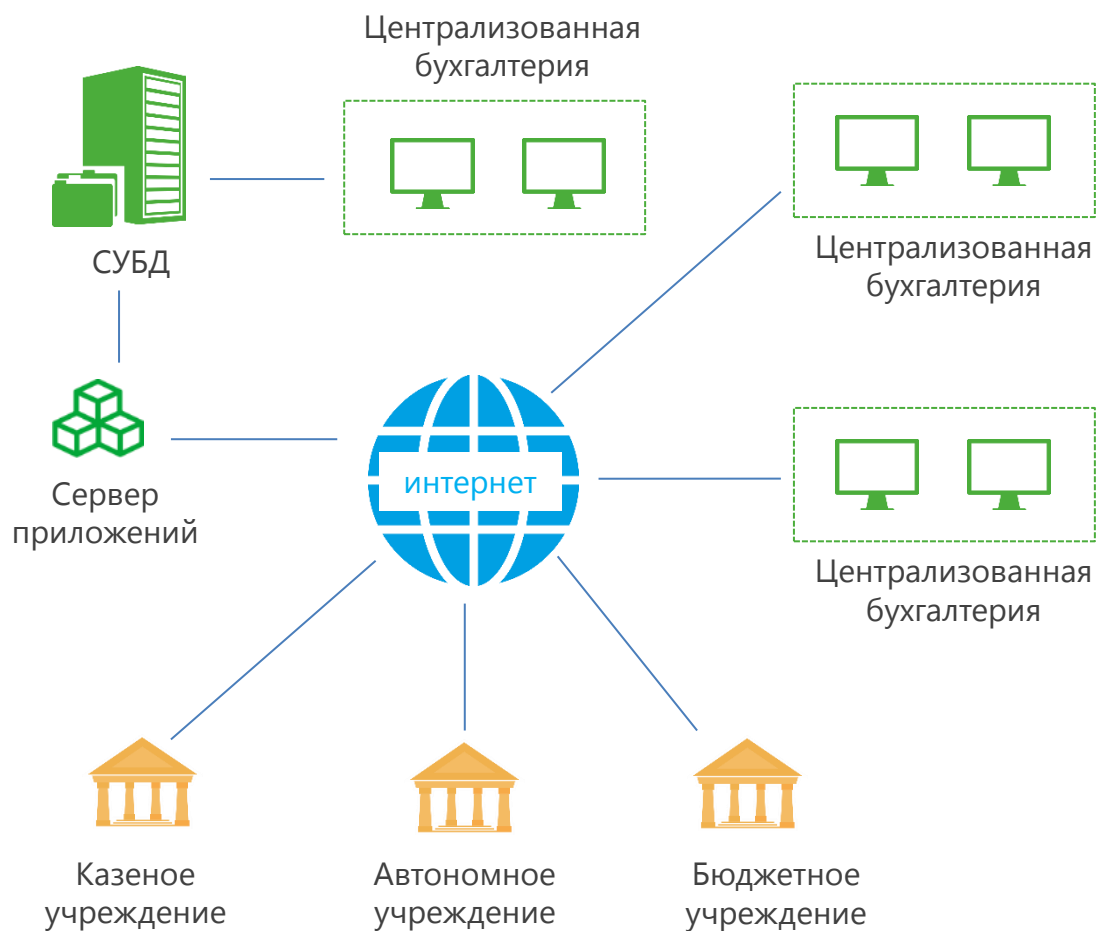 Централизованная
бухгалтерия
СУБД
Централизованная
бухгалтерия
интернет
Сервер
приложений
Централизованная
бухгалтерия
Казеное
учреждение
Автономное
учреждение
Бюджетное
учреждение